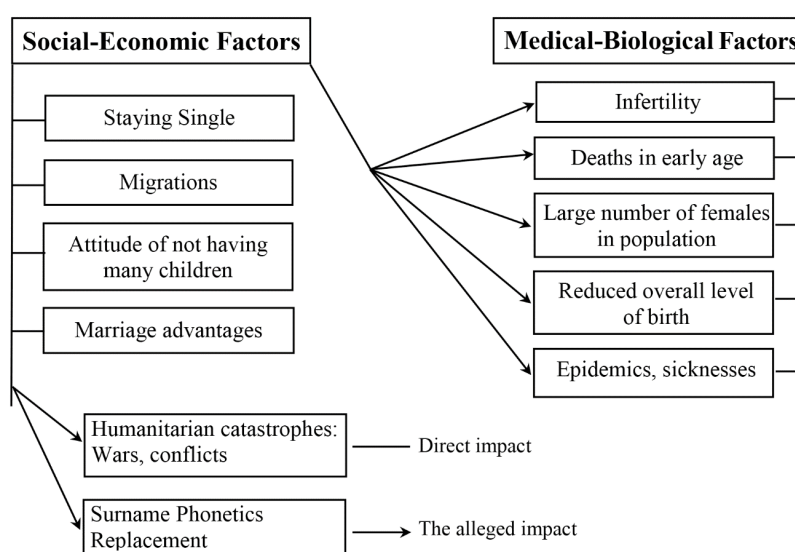 Social-Economic Factors
Staying Single
Migrations
Attitude of not having
many children
Marriage advantages
Humanitarian catastrophes:
Wars, conflicts
Direct impact
Surname Phonetics
Replacement
The alleged impact
Medical-Biological Factors
Infertility
Deaths in early age
Large number of females
in population
Reduced overall level
of birth
Epidemics, sicknesses